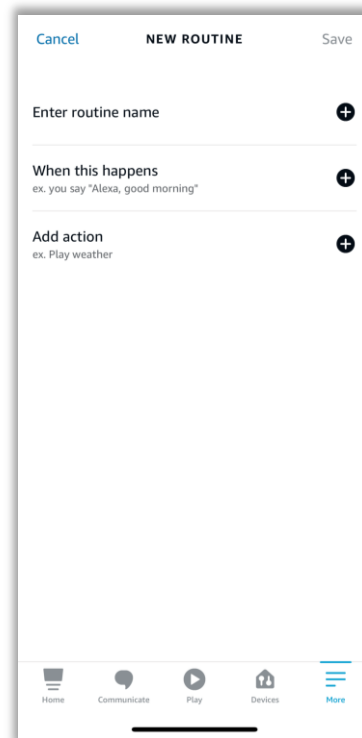 Cancel NEW ROUTINE Save
Enter routine name
When this happens
ex. you say "Alexa, good morning"
Add action
ex. Play weather
Home Communicate Play Devices More